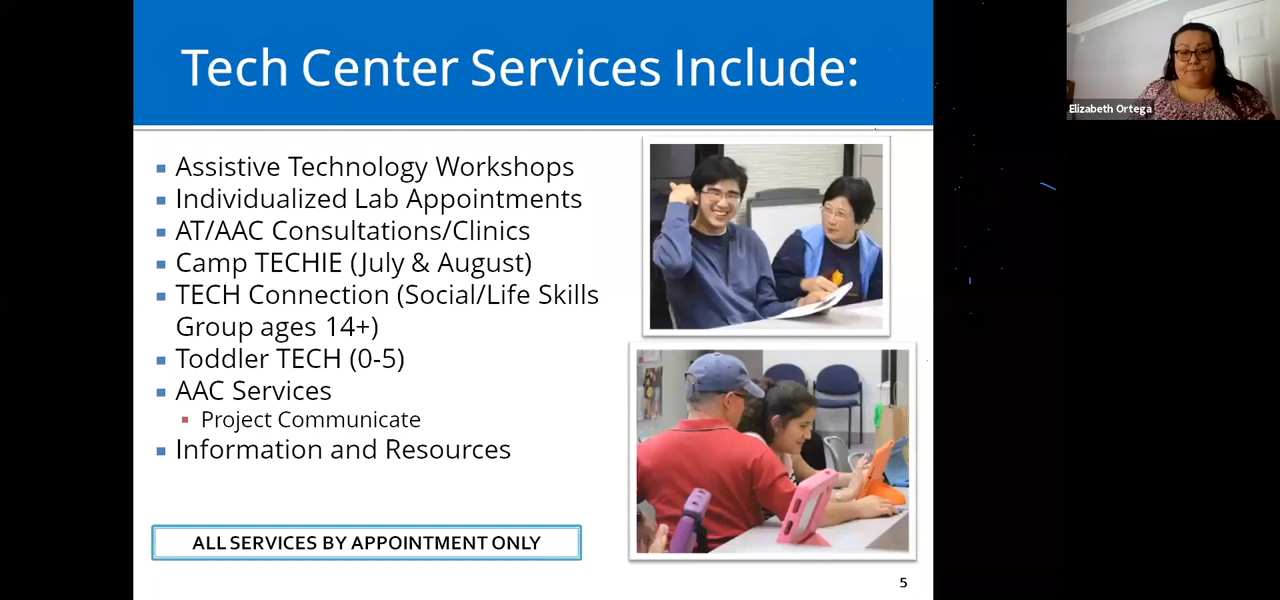 Tech Center Services Include:
Elizabeth Ortega
Assistive Technology Workshops
Individualized Lab Appointments
AT/AAC Consultations/Clinics
Camp TECHIE (July & August)
TECH Connection (Social/Life Skills
Group ages 14+)
Toddler TECH (0-5)
AAC Services
Project Communicate
Information and Resources
ALL SERVICES BY APPOINTMENT ONLY
5